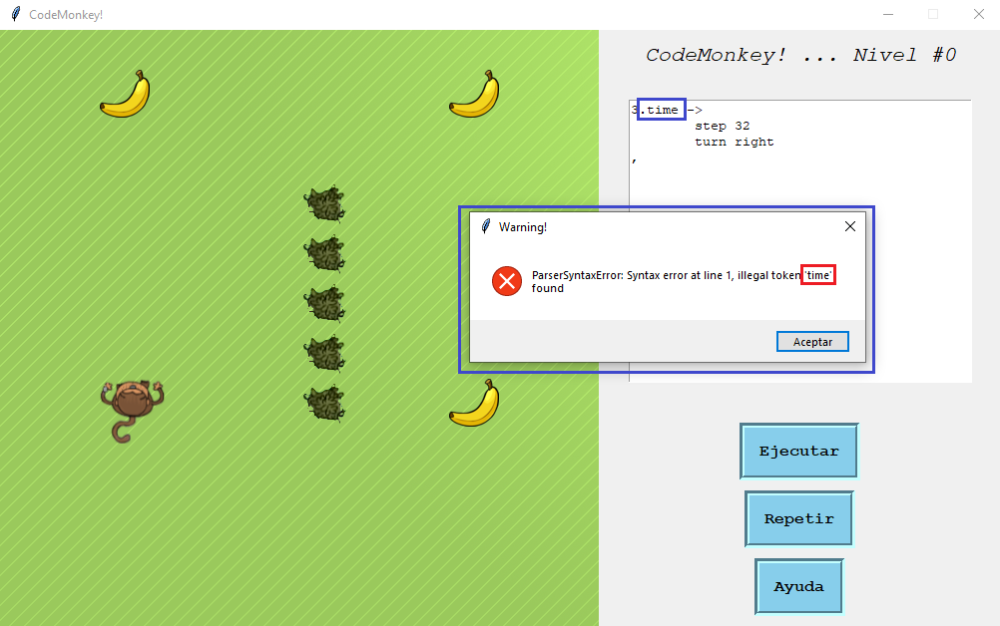 CodeMonkey!
CodeMonkey! ... Nivel #0
3.time ->
step 32
turn right
,
Warning!
ParserSyntaxError: Syntax error at line 1, illegal token 'time'
found
Aceptar
Ejecutar
Repetir
Ayuda